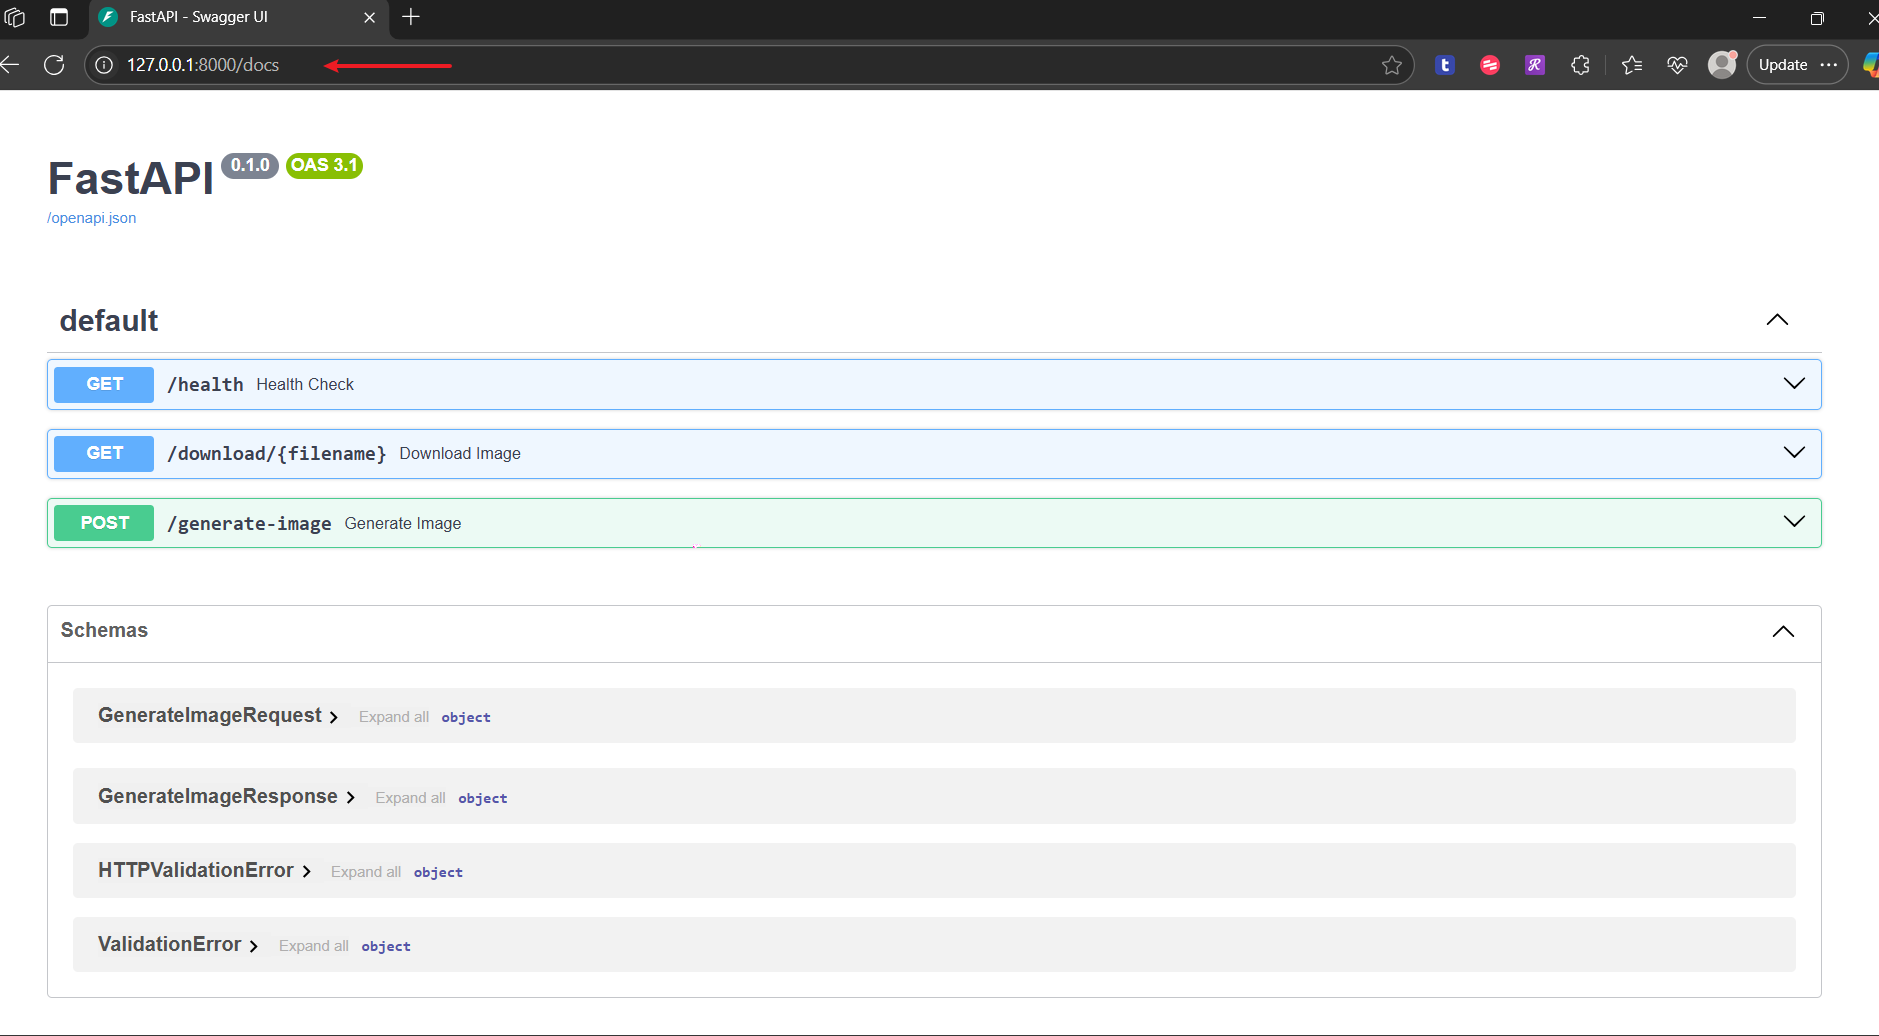 FastAPI - Swagger UI
127.0.0.1:8000/docs
Update
FastAPI 0.1.0 OAS 3.1
/openapi.json
default
GET /health Health Check
GET /download/{filename} Download Image
POST /generate-image Generate Image
Schemas
GenerateImageRequest Expand all object
GenerateImageResponse Expand all object
HTTPValidationError Expand all object
ValidationError Expand all object